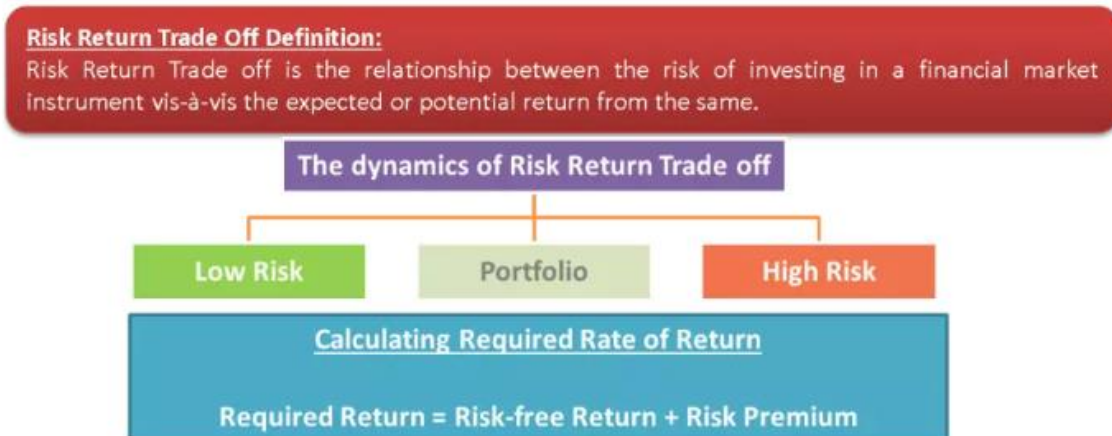 Risk Return Trade Off Definition:
Risk Return Trade off is the relationship between the risk of investing in a financial market
instrument vis-à-vis the expected or potential return from the same.
The dynamics of Risk Return Trade off
Low Risk
Portfolio
High Risk
Calculating Required Rate of Return
Required Return = Risk-free Return + Risk Premium